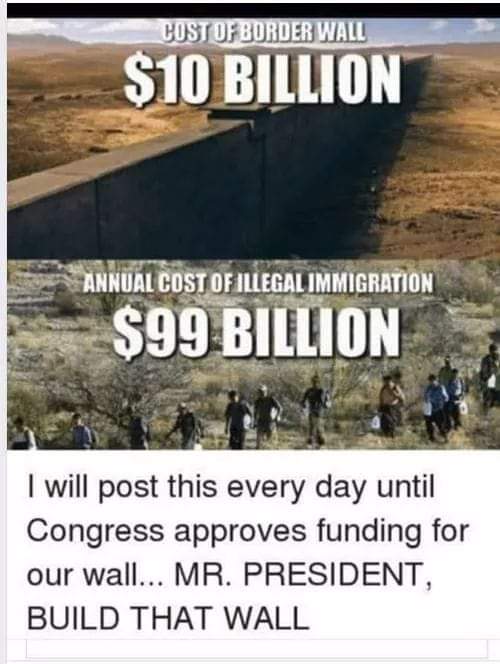 COST OF BORDER WALL
$10 BILLION
ANNUAL COST OF ILLEGAL IMMIGRATION
$99 BILLION
I will post this every day until
Congress approves funding for
our wall... MR. PRESIDENT,
BUILD THAT WALL